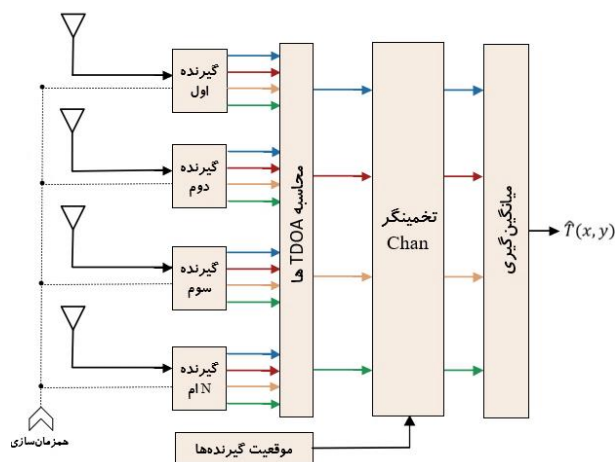 گیرنده
اول
گیرنده
دوم
گیرنده
سوم
گیرنده
N ام
محاسبه TDOA ها
تخمینگر
Chan
میانگین‌گیری
T̂(x, y)
همزمان‌سازی
موقعیت گیرنده‌ها